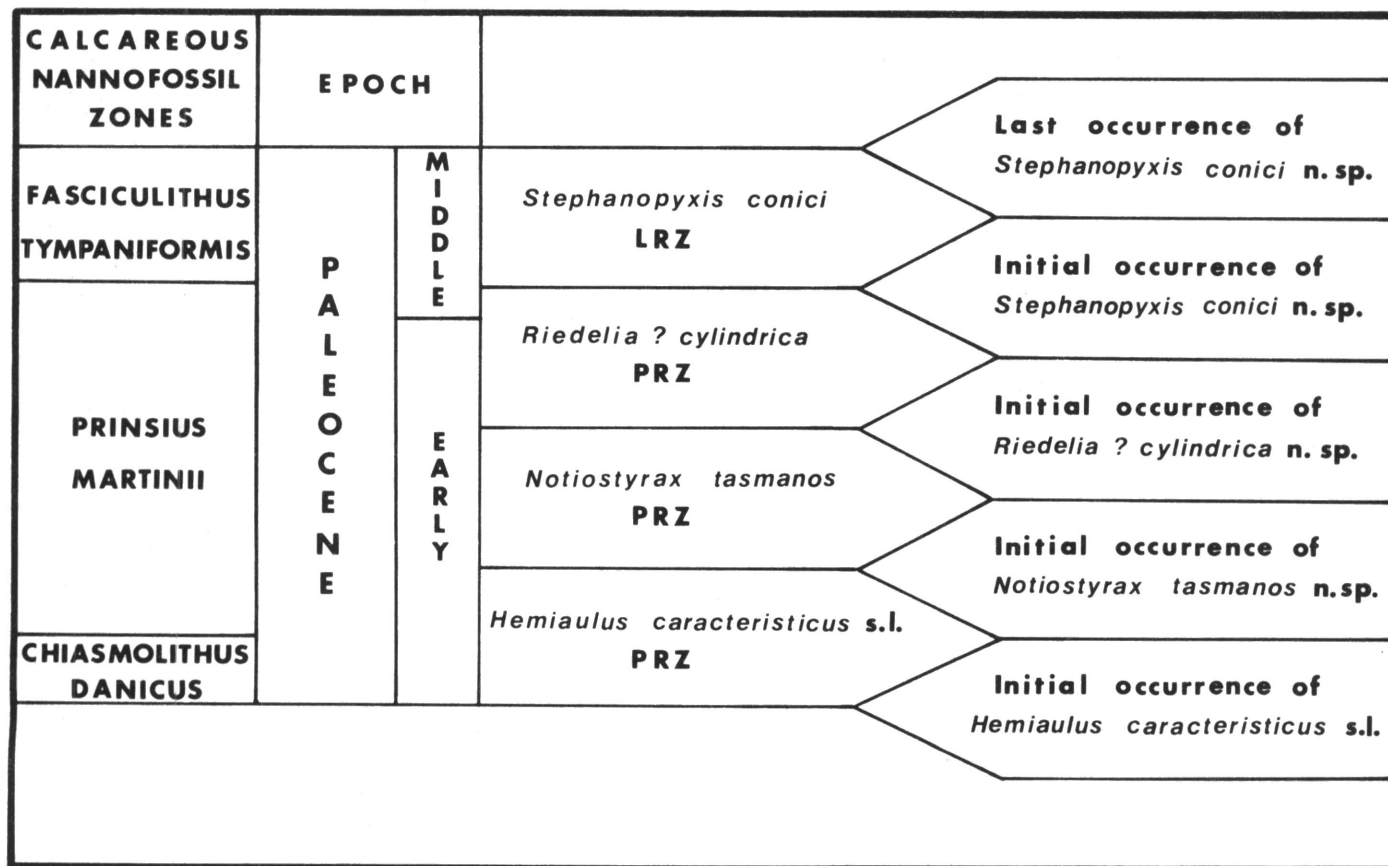 CALCAREOUS
NANNOFOSSIL
ZONES
EPOCH
FASCICULITHUS
TYMPANIFORMIS
PRINSIUS
MARTINII
CHIASMOLITHUS
DANICUS
PALEOCENE
MIDDLE
EARLY
Stephanopyxis conici
LRZ
Riedelia ? cylindrica
PRZ
Notiostyrax tasmanos
PRZ
Hemiaulus caracteristicus s.l.
PRZ
Last occurrence of
Stephanopyxis conici n. sp.
Initial occurrence of
Stephanopyxis conici n. sp.
Initial occurrence of
Riedelia ? cylindrica n. sp.
Initial occurrence of
Notiostyrax tasmanos n.sp.
Initial occurrence of
Hemiaulus caracteristicus s.l.